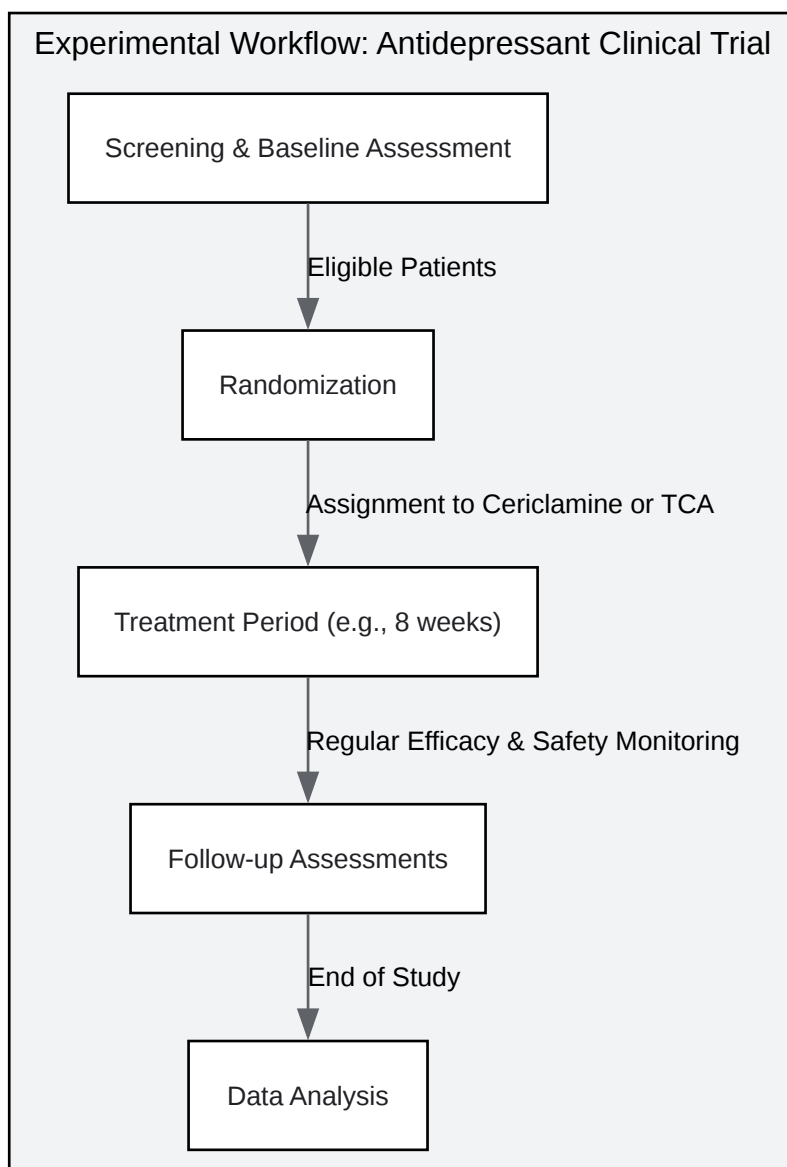 Experimental Workflow: Antidepressant Clinical Trial
Screening & Baseline Assessment
Eligible Patients
Randomization
Assignment to Cericlamine or TCA
Treatment Period (e.g., 8 weeks)
Regular Efficacy & Safety Monitoring
Follow-up Assessments
End of Study
Data Analysis